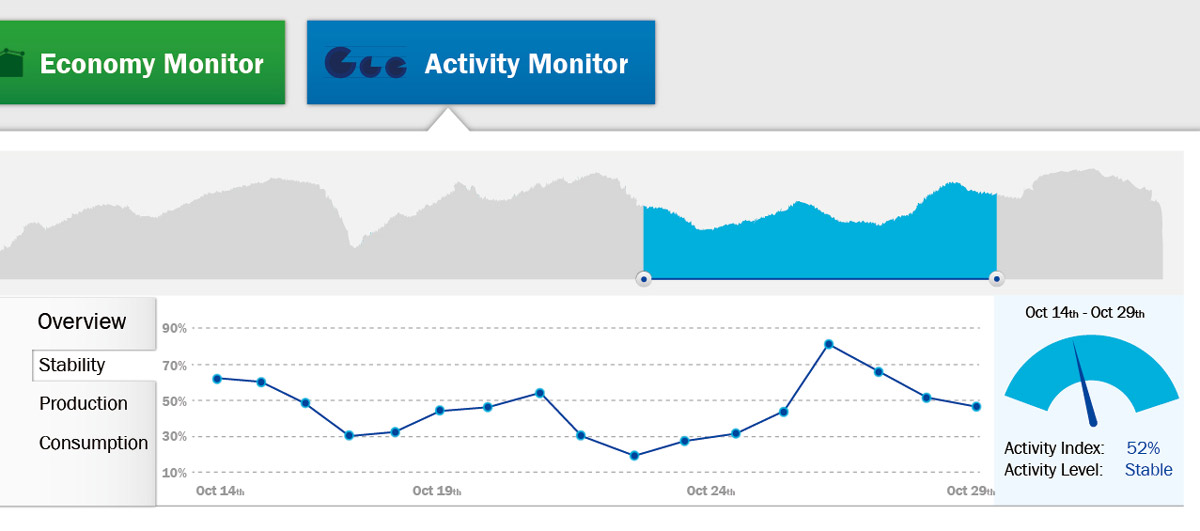 Economy Monitor
Activity Monitor
Overview
Stability
Production
Consumption
90%
70%
50%
30%
10%
Oct 14th
Oct 19th
Oct 24th
Oct 29th
Oct 14th - Oct 29th
Activity Index: 52%
Activity Level: Stable